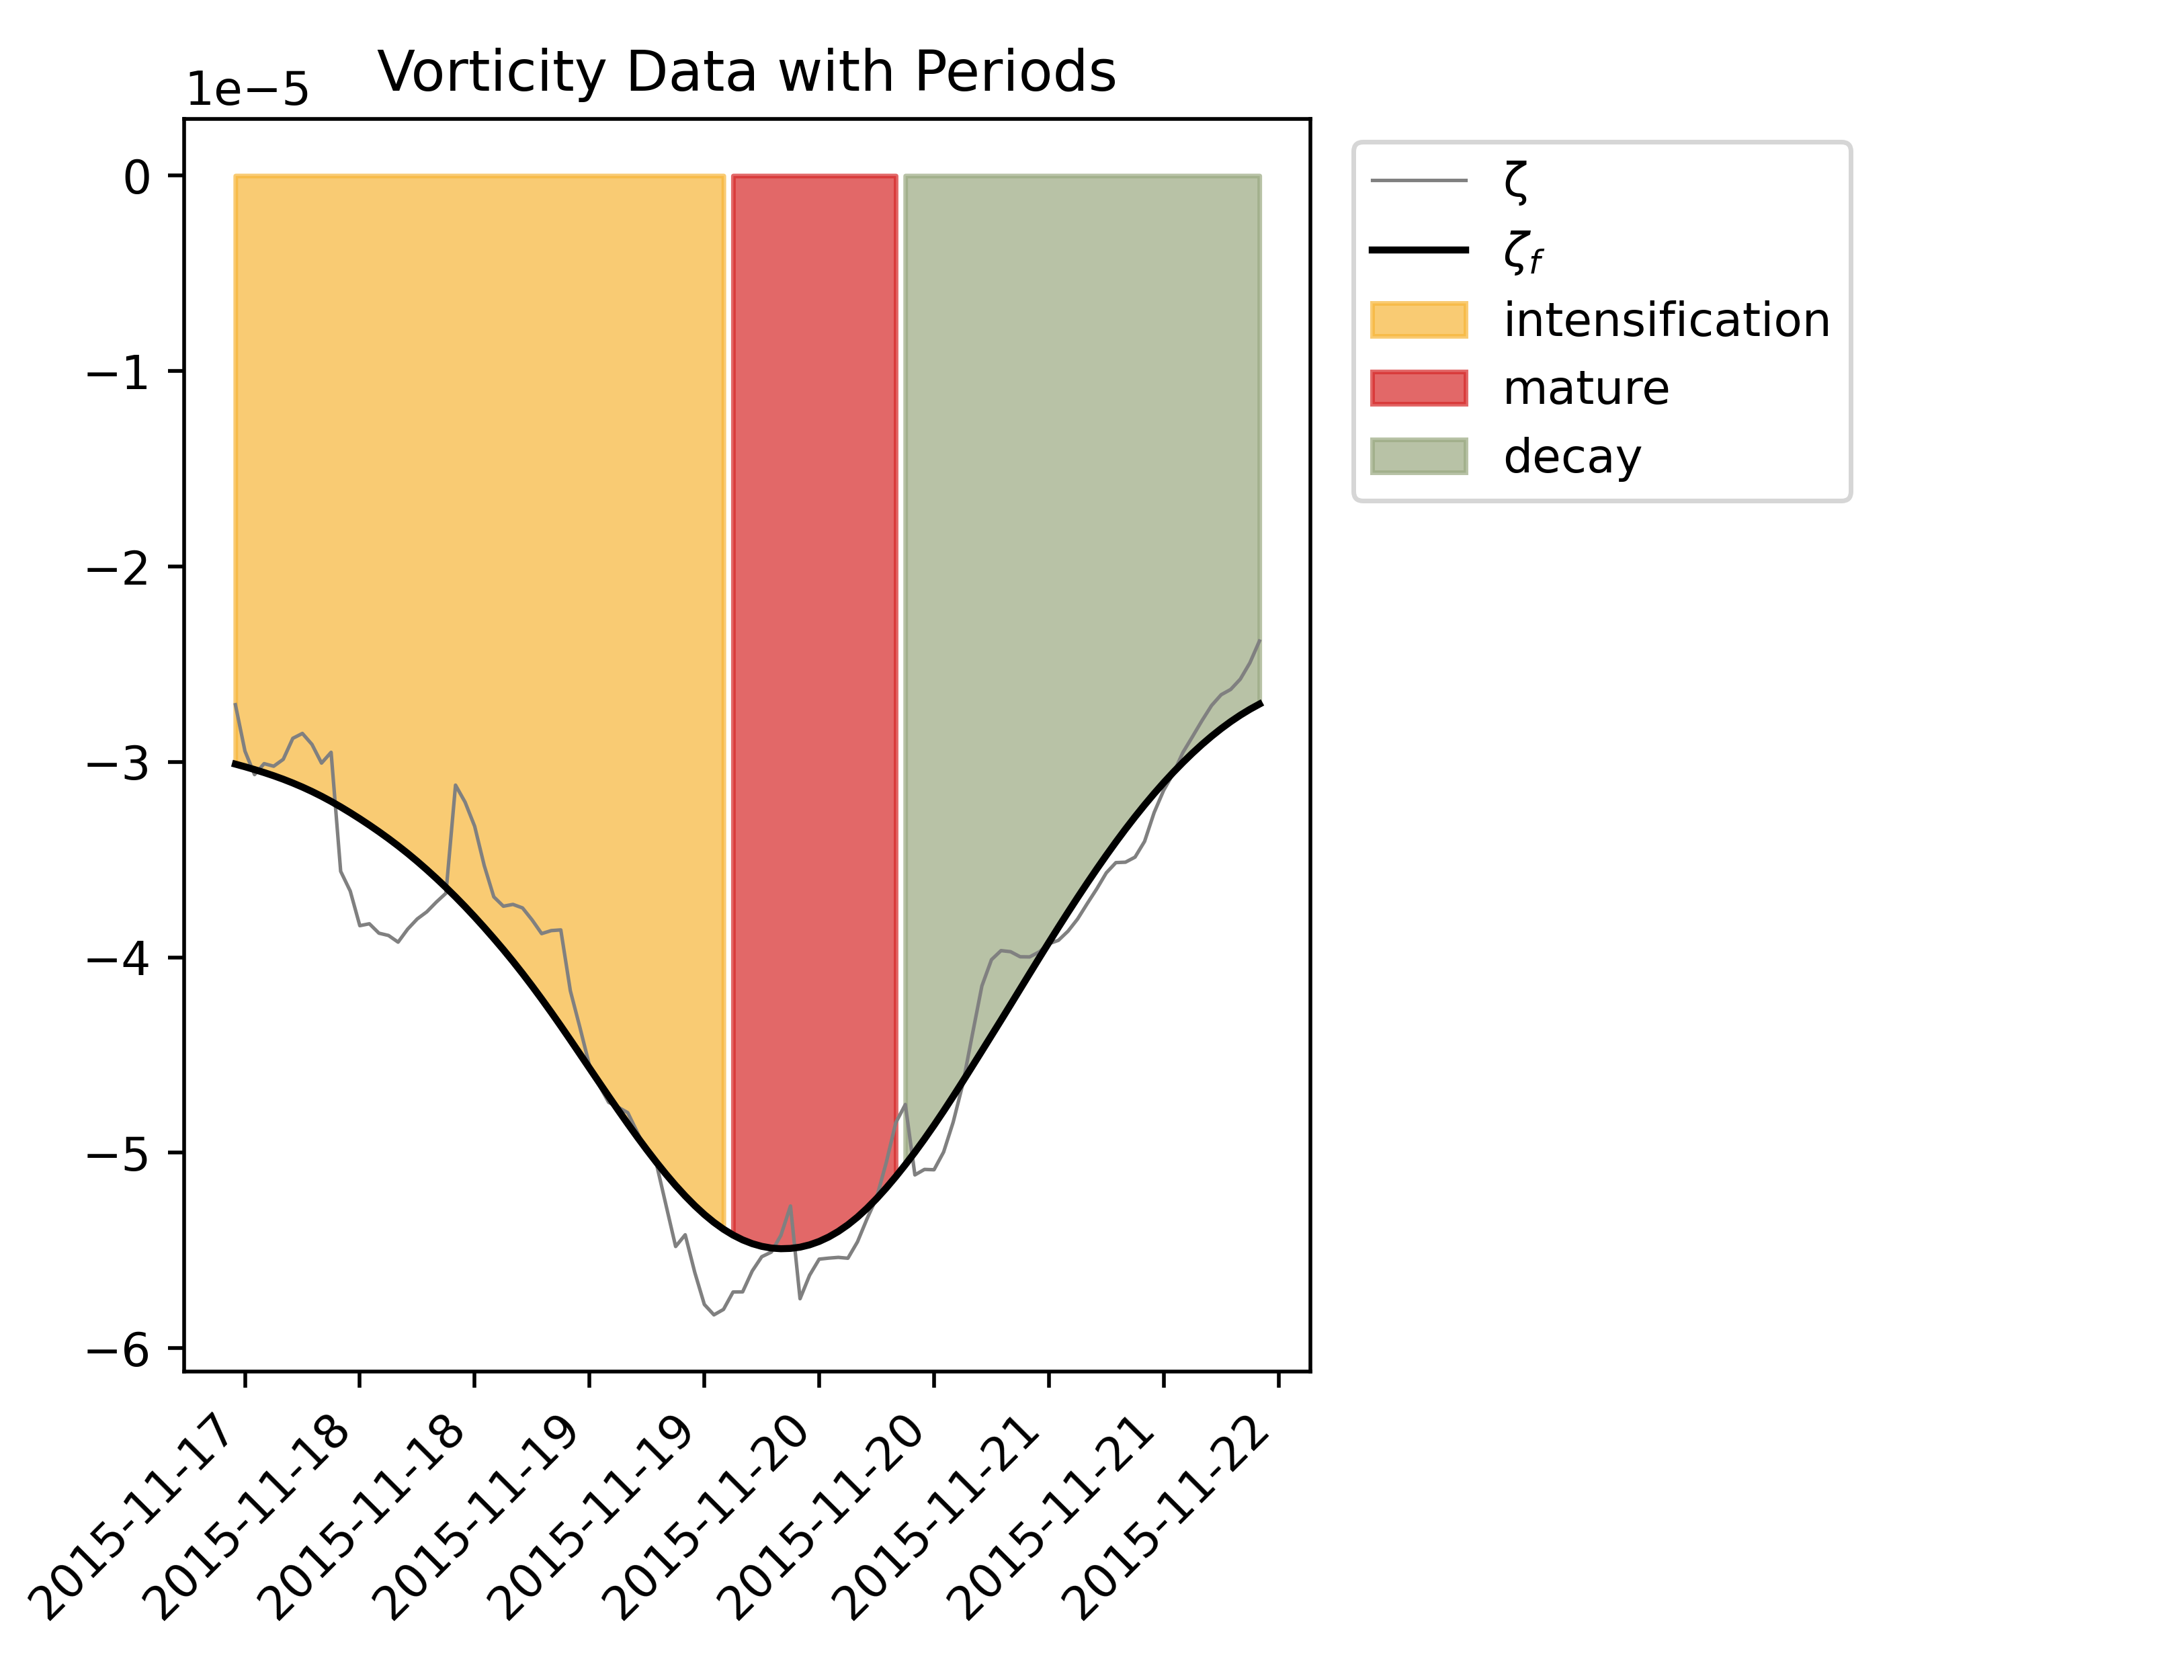 Vorticity Data with Periods
1e−5
0
−1
−2
−3
−4
−5
−6
2015-11-17
2015-11-18
2015-11-18
2015-11-19
2015-11-19
2015-11-20
2015-11-20
2015-11-21
2015-11-21
2015-11-22
ζ
ζf
intensification
mature
decay